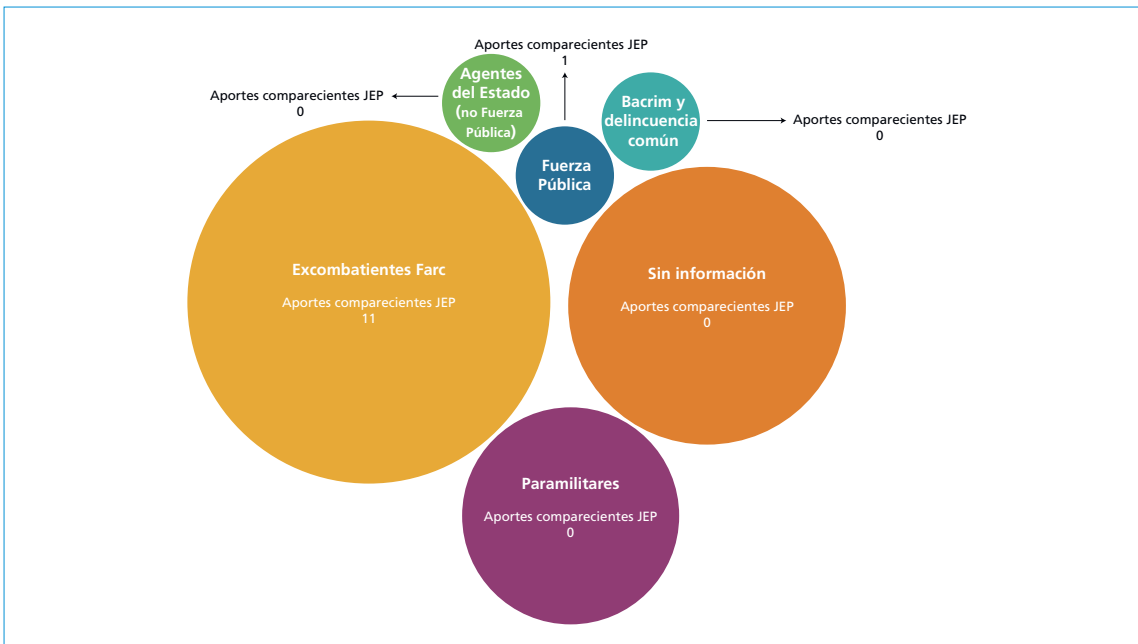 Aportes comparecientes JEP
1
Agentes
del Estado
(no Fuerza
Pública)
Aportes comparecientes JEP
0
Bacrim y
delincuencia
común
Aportes comparecientes JEP
0
Fuerza
Pública
Excombatientes Farc
Aportes comparecientes JEP
11
Sin información
Aportes comparecientes JEP
0
Paramilitares
Aportes comparecientes JEP
0